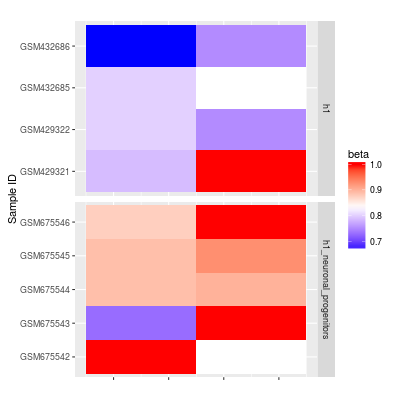 GSM432686
GSM432685
GSM429322
GSM429321
h1
GSM675546
GSM675545
GSM675544
GSM675543
GSM675542
h1_neuronal_progenitors
Sample ID
beta
1.0
0.9
0.8
0.7